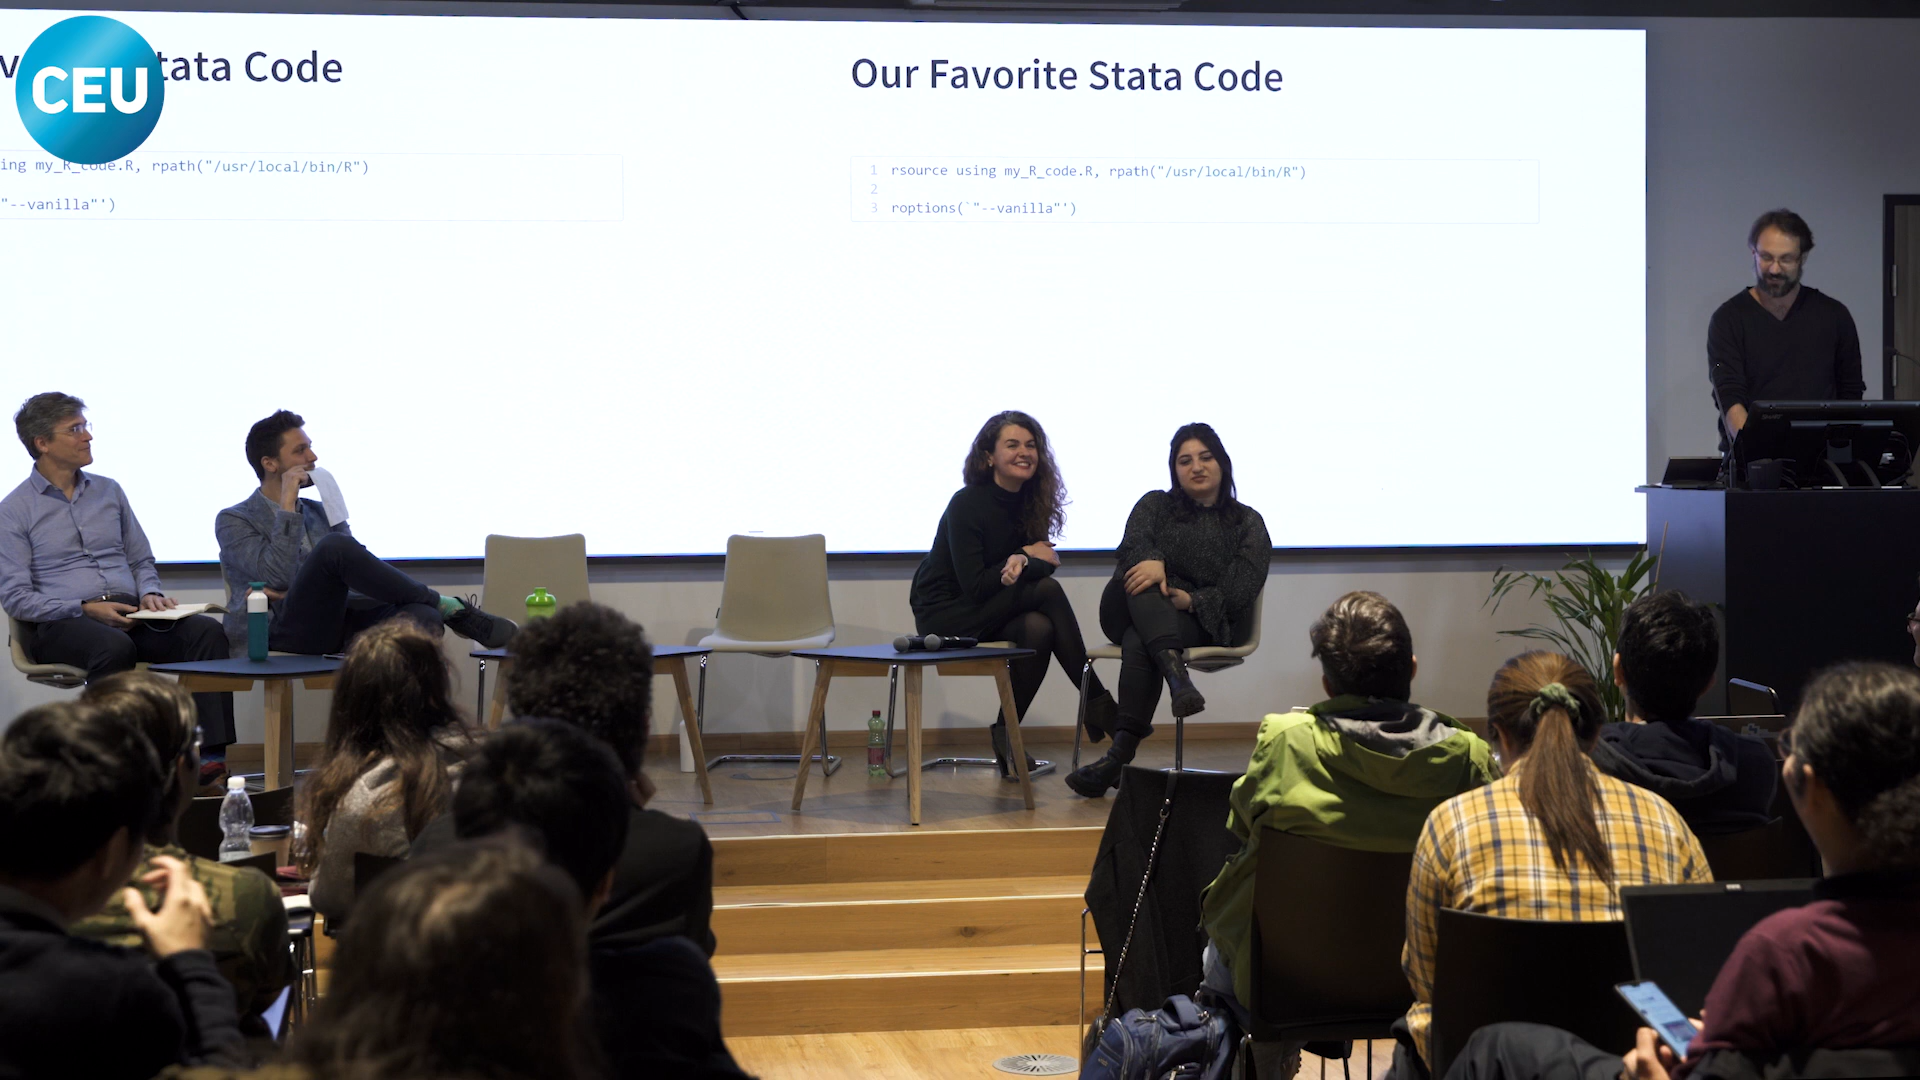 CEU
v tata Code
ing my_R_code.R, rpath("/usr/local/bin/R")
"--vanilla"')
Our Favorite Stata Code
1 rsource using my_R_code.R, rpath("/usr/local/bin/R")
2
3 roptions(`"--vanilla"')